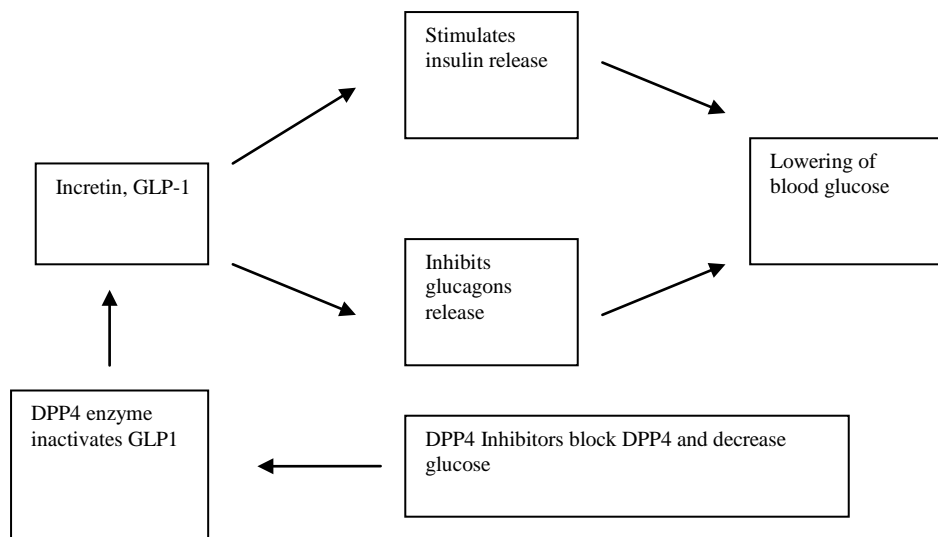 Stimulates
insulin release
Incretin, GLP-1
Lowering of
blood glucose
Inhibits
glucagons
release
DPP4 enzyme
inactivates GLP1
DPP4 Inhibitors block DPP4 and decrease
glucose